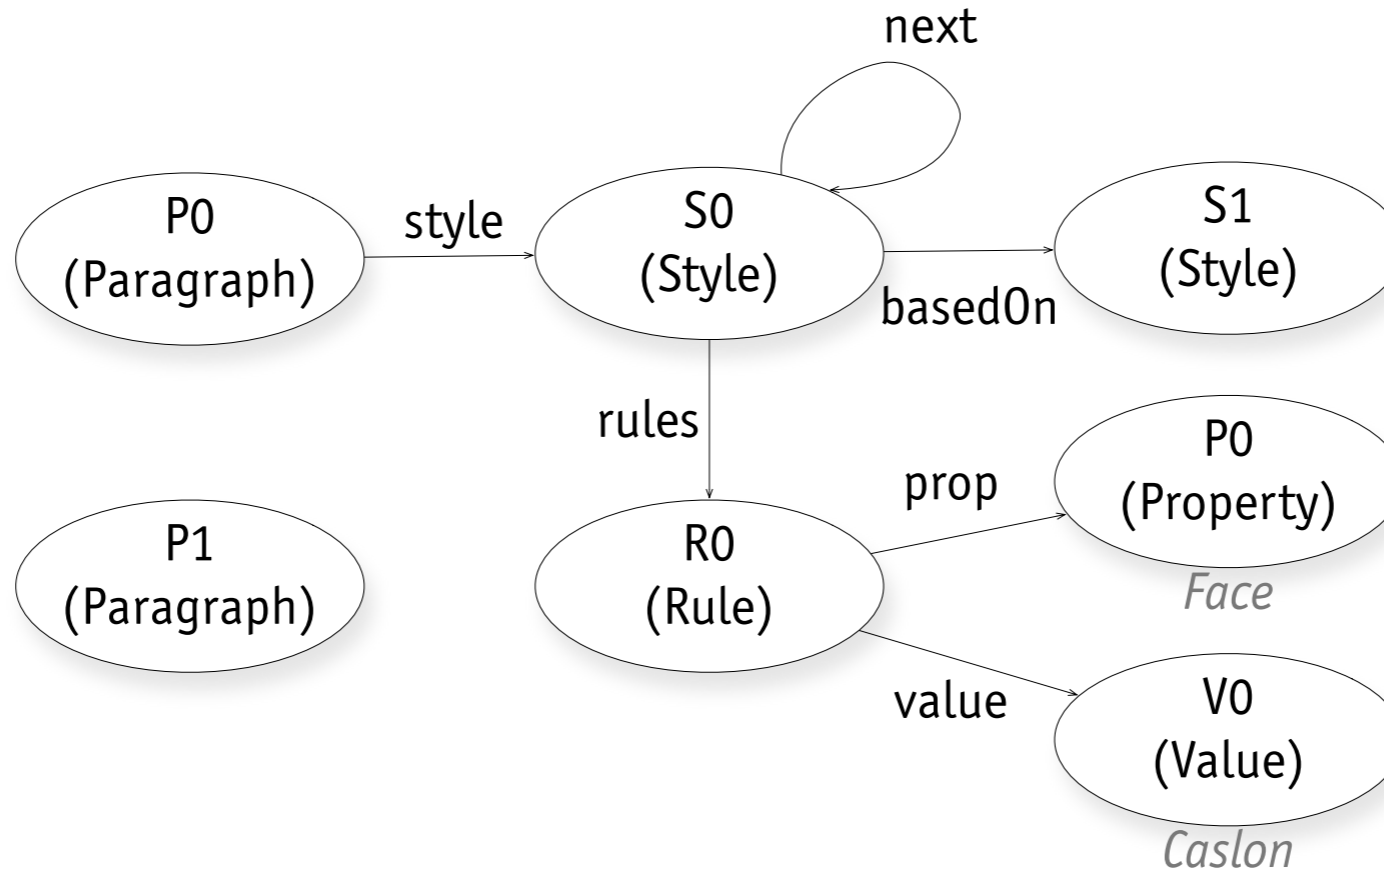 next
P0
(Paragraph)
style
S0
(Style)
basedOn
S1
(Style)
rules
P1
(Paragraph)
R0
(Rule)
prop
P0
(Property)
Face
value
V0
(Value)
Caslon